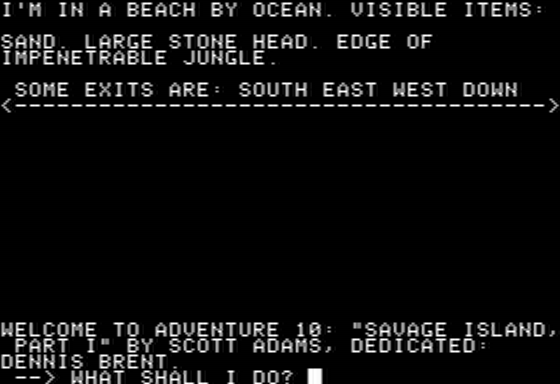 I'M IN A BEACH BY OCEAN. VISIBLE ITEMS:
SAND. LARGE STONE HEAD. EDGE OF
IMPENETRABLE JUNGLE.
SOME EXITS ARE: SOUTH EAST WEST DOWN
<------------------------------------->
WELCOME TO ADVENTURE 10: "SAVAGE ISLAND,
PART I" BY SCOTT ADAMS, DEDICATED:
DENNIS BRENT.
--> WHAT SHALL I DO?